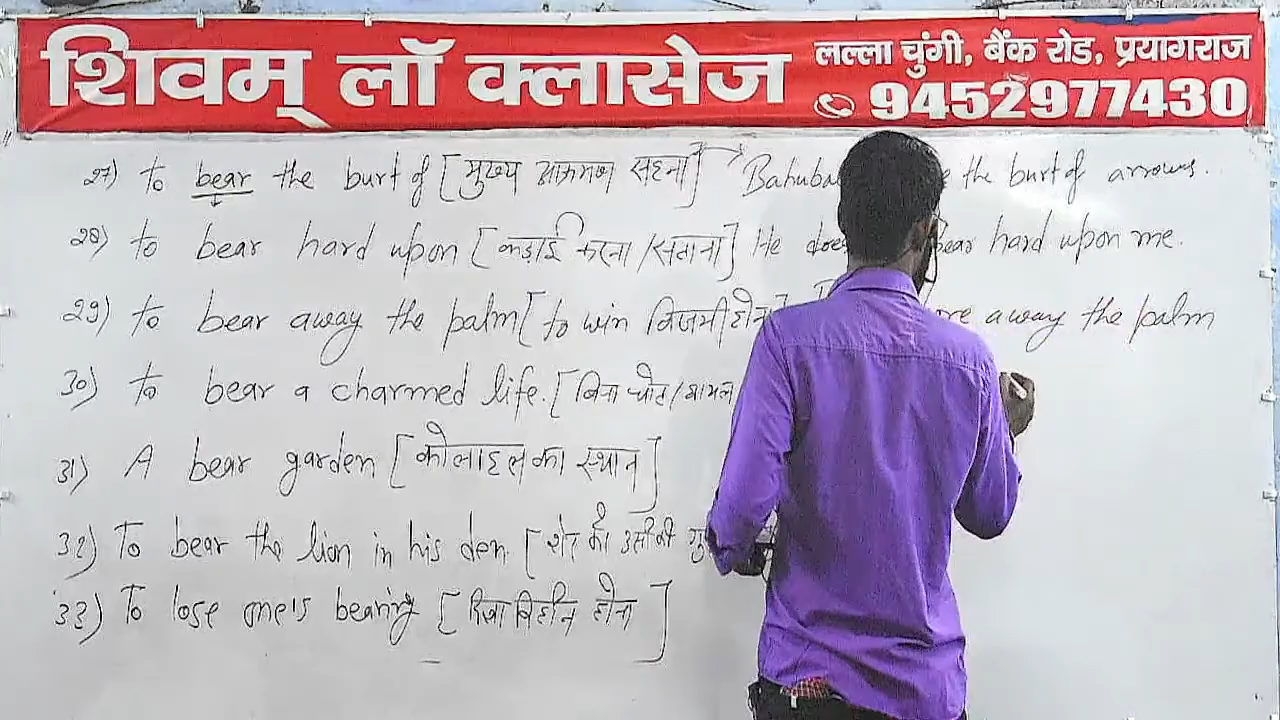 शिवम् लॉ क्लासेज
लल्ला चुंगी, बैंक रोड, प्रयागराज
9452977430
27) to bear the burt of [मुख्य आक्रमण सहना] → Bahuba the burt of arrows.
28) to bear hard upon [कड़ाई करना/सताना] He does bear hard upon me.
29) to bear away the palm [to win विजयी होना] away the palm
30) to bear a charmed life. [बिना चोट/घायल
31) A bear garden [कोलाहल का स्थान]
32) To bear the lion in his den [शेर को उसी की
33) To lose one's bearing [दिशा विहीन होना]